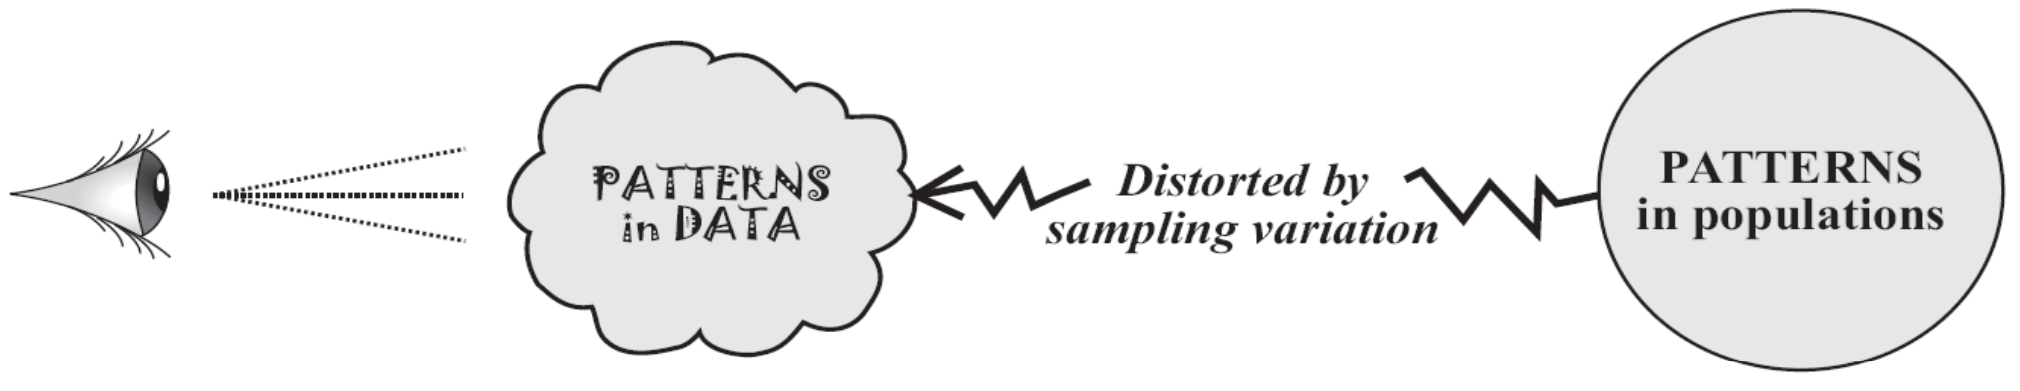 PATTERNS
in DATA
Distorted by
sampling variation
PATTERNS
in populations